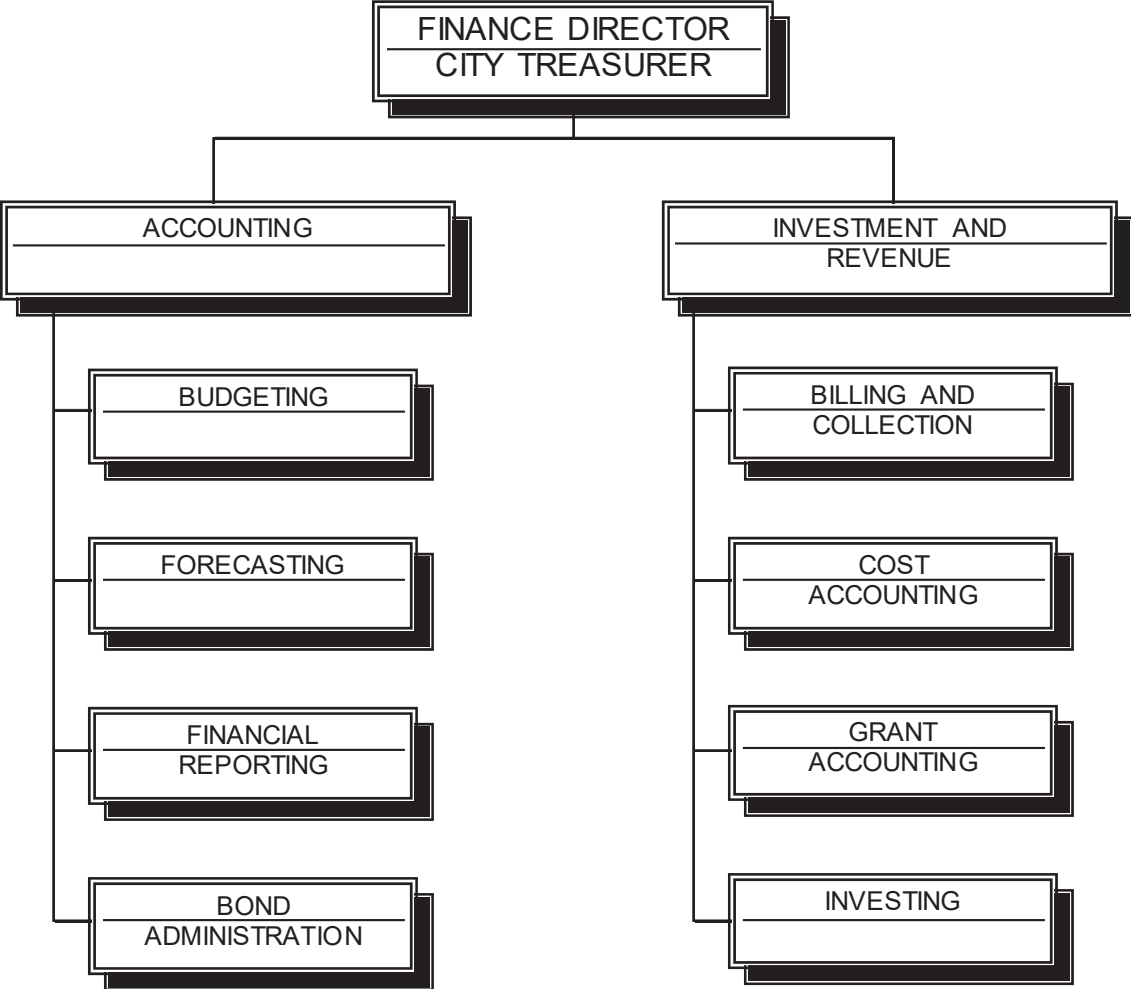 FINANCE DIRECTOR
CITY TREASURER
ACCOUNTING
INVESTMENT AND
REVENUE
BUDGETING
BILLING AND
COLLECTION
FORECASTING
COST
ACCOUNTING
FINANCIAL
REPORTING
GRANT
ACCOUNTING
BOND
ADMINISTRATION
INVESTING